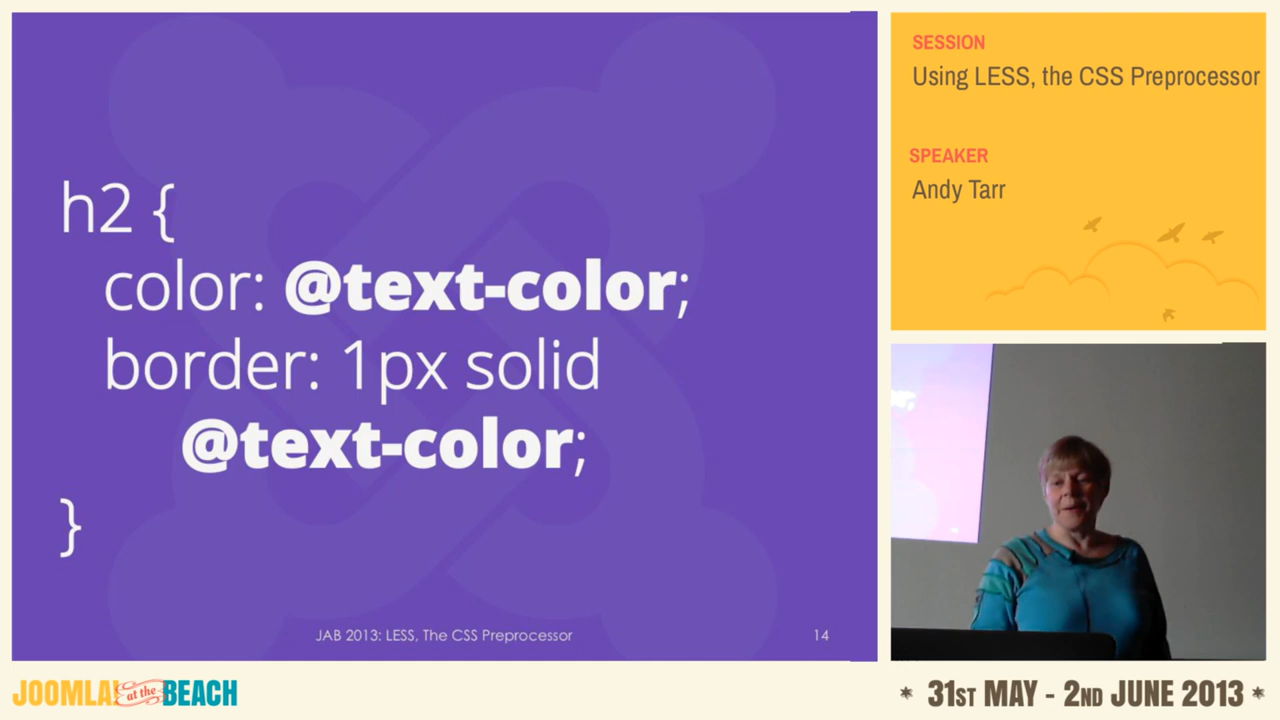 h2 {
color: @text-color;
border: 1px solid
@text-color;
}
JAB 2013: LESS, The CSS Preprocessor
14
SESSION
Using LESS, the CSS Preprocessor
SPEAKER
Andy Tarr
JOOMLA! at the BEACH
* 31ST MAY - 2ND JUNE 2013 *